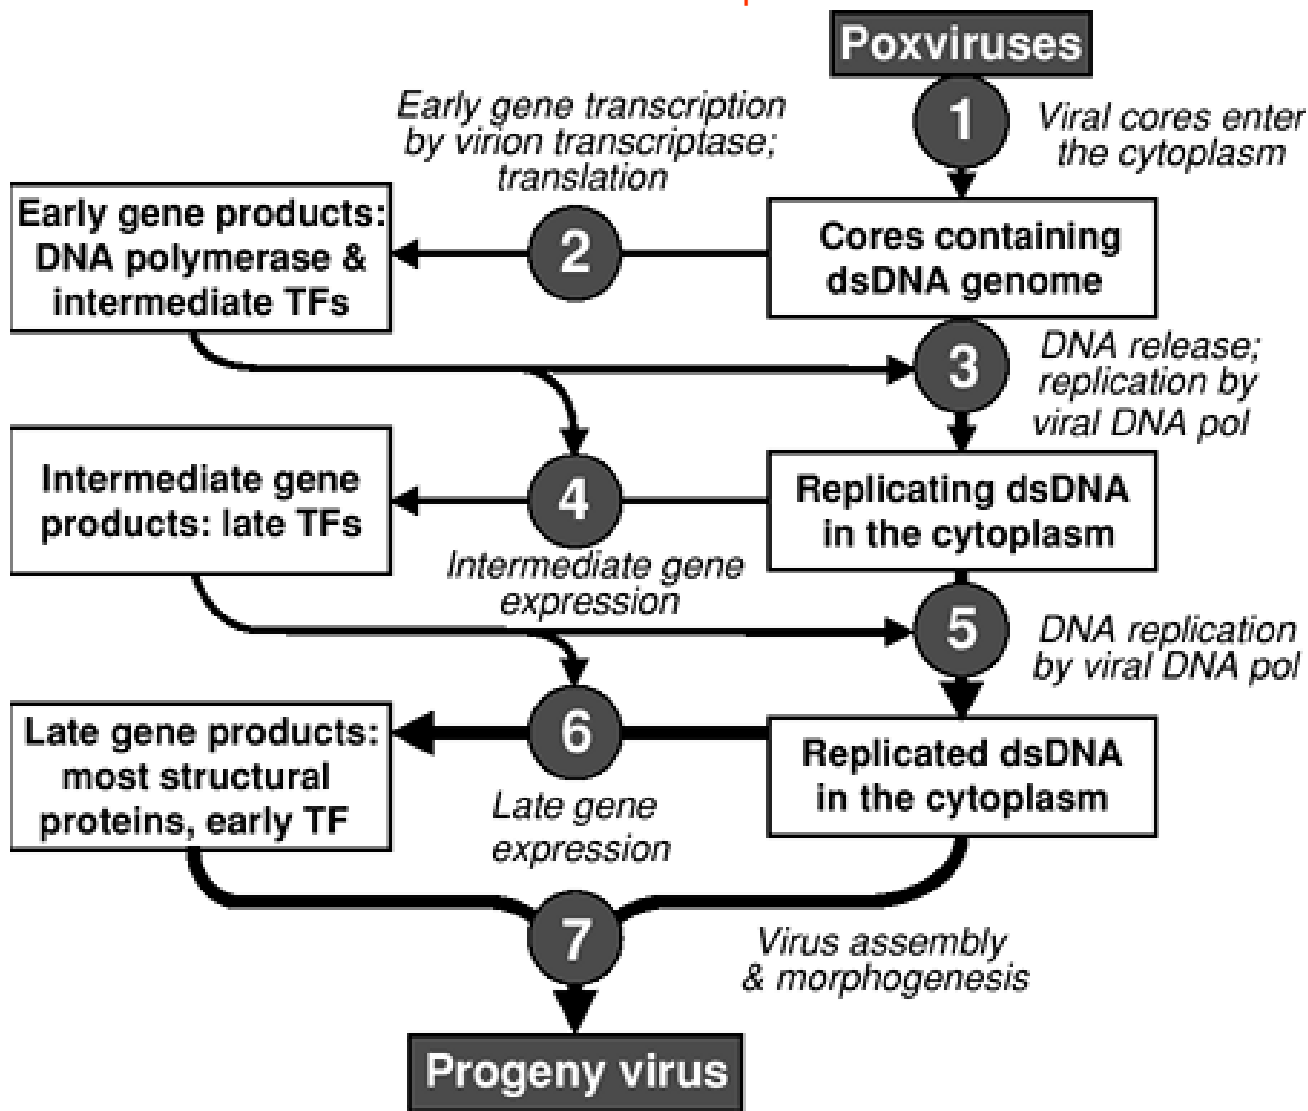 Poxviruses
1
Viral cores enter
the cytoplasm
Early gene transcription
by virion transcriptase;
translation
Early gene products:
DNA polymerase &
intermediate TFs
2
Cores containing
dsDNA genome
3
DNA release;
replication by
viral DNA pol
Intermediate gene
products: late TFs
4
Replicating dsDNA
in the cytoplasm
Intermediate gene
expression
5
DNA replication
by viral DNA pol
Late gene products:
most structural
proteins, early TF
6
Replicated dsDNA
in the cytoplasm
Late gene
expression
7
Virus assembly
& morphogenesis
Progeny virus